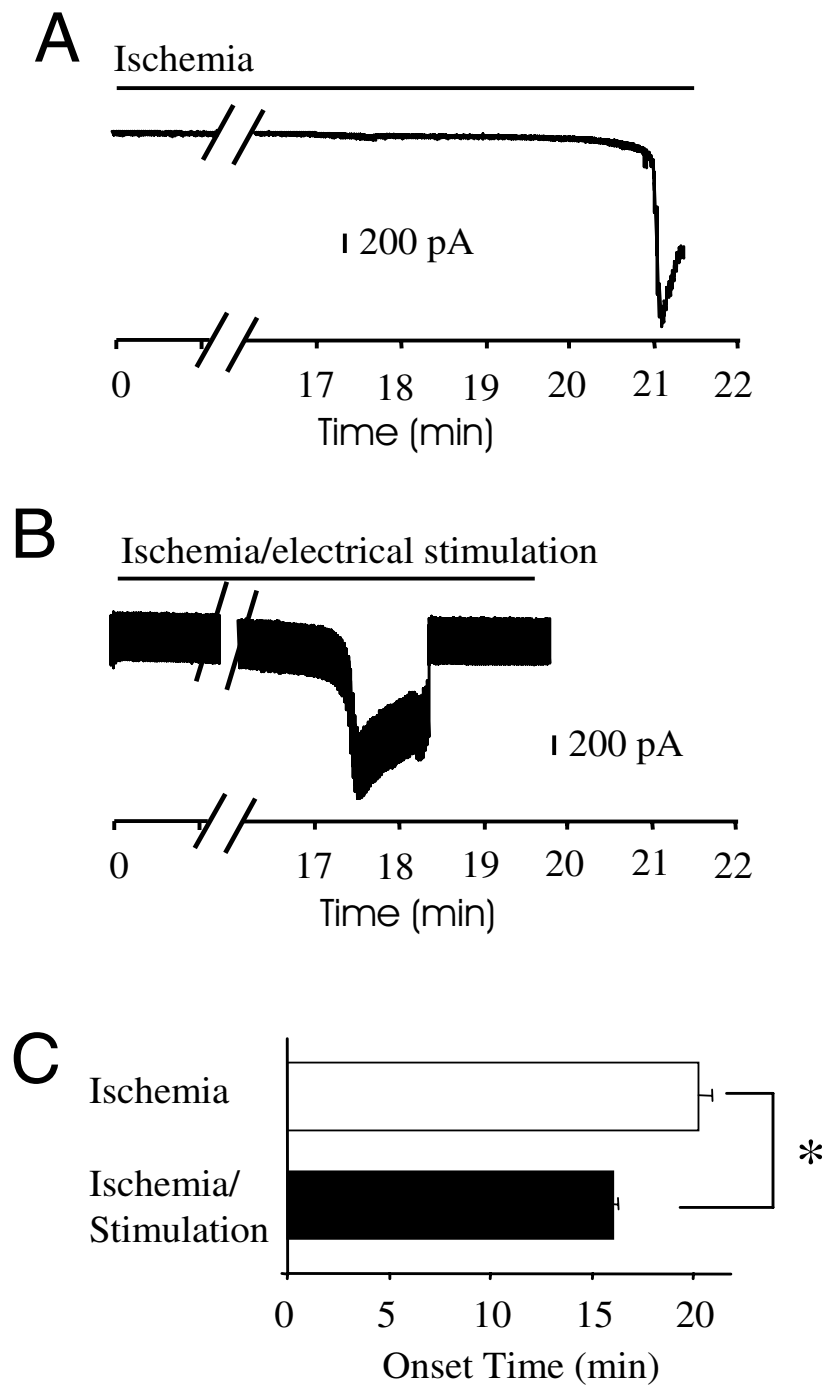 A
Ischemia
200 pA
0 17 18 19 20 21 22
Time (min)
B
Ischemia/electrical stimulation
200 pA
0 17 18 19 20 21 22
Time (min)
C
Ischemia
*
Ischemia/
Stimulation
0 5 10 15 20
Onset Time (min)